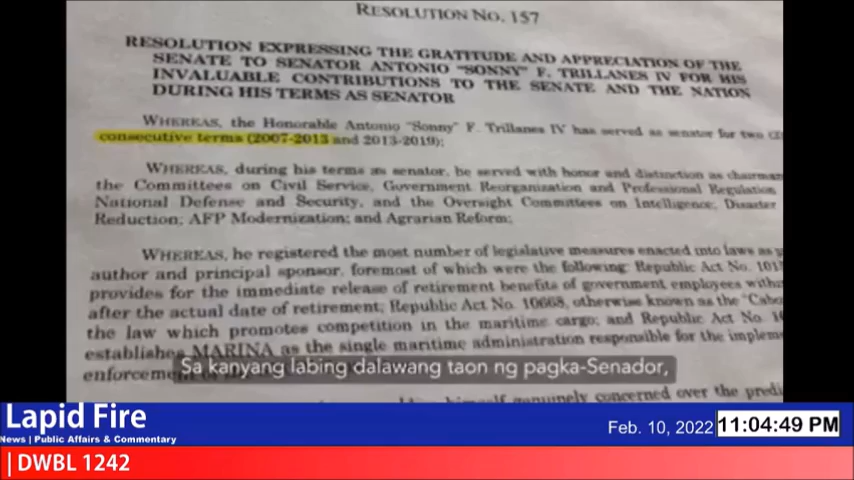 RESOLUTION NO. 157
RESOLUTION EXPRESSING THE GRATITUDE AND APPRECIATION OF THE
SENATE TO SENATOR ANTONIO "SONNY" F. TRILLANES IV FOR HIS
INVALUABLE CONTRIBUTIONS TO THE SENATE AND THE NATION
DURING HIS TERMS AS SENATOR
WHEREAS, the Honorable Antonio "Sonny" F. Trillanes IV has served as senator for two
consecutive terms (2007-2013 and 2013-2019);
WHEREAS, during his terms as senator, he served with honor and distinction as chairman
the Committees on Civil Service, Government Reorganization and Professional Regulation
National Defense and Security, and the Oversight Committees on Intelligence, Disaster
Reduction; AFP Modernization; and Agrarian Reform;
WHEREAS, he registered the most number of legislative measures enacted into laws as
author and principal sponsor, foremost of which were the following: Republic Act No.
provides for the immediate release of retirement benefits of government employees
after the actual date of retirement; Republic Act No. 10668, otherwise known as the
the law which promotes competition in the maritime cargo; and Republic Act No.
establishes MARINA as the single maritime administration responsible for the
enforcement
Sa kanyang labing dalawang taon ng pagka-Senador,
genuinely concerned over the
Lapid Fire
News | Public Affairs & Commentary
Feb. 10, 2022 11:04:49 PM
| DWBL 1242